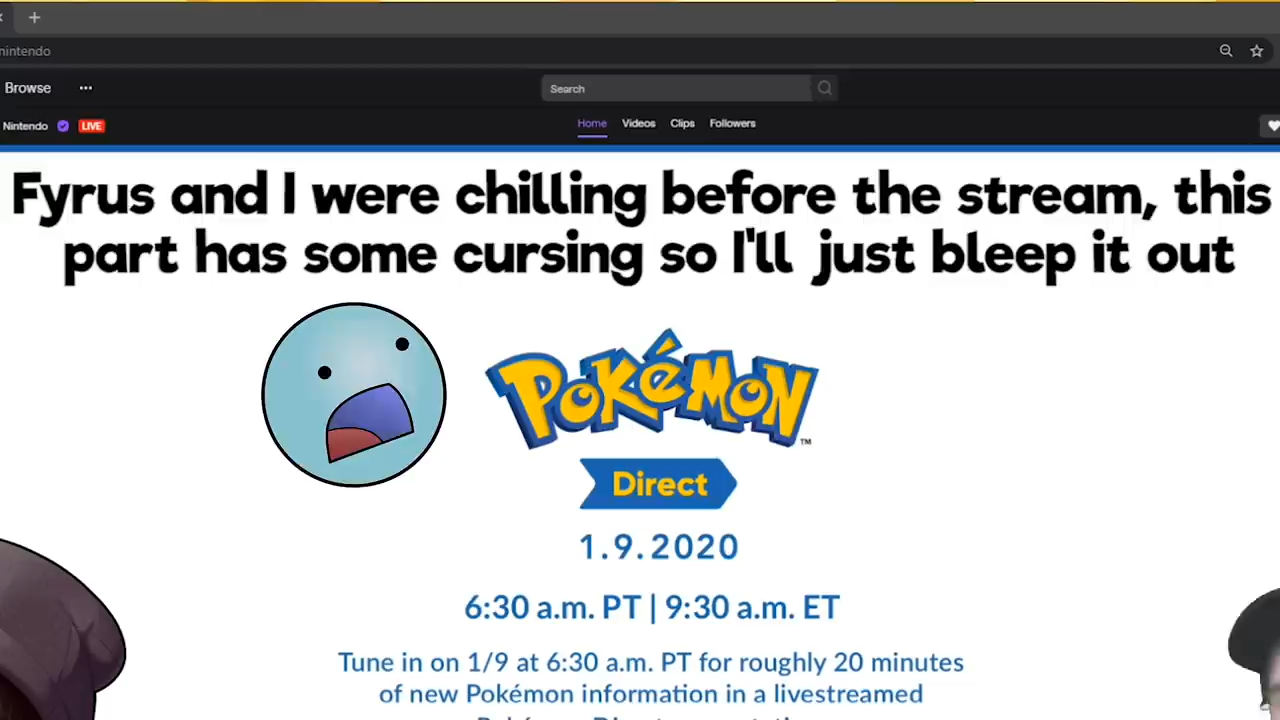 nintendo
Browse
Search
Nintendo LIVE
Home Videos Clips Followers
Fyrus and I were chilling before the stream, this
part has some cursing so I'll just bleep it out
POKéMON
TM
Direct
1.9.2020
6:30 a.m. PT | 9:30 a.m. ET
Tune in on 1/9 at 6:30 a.m. PT for roughly 20 minutes
of new Pokémon information in a livestreamed